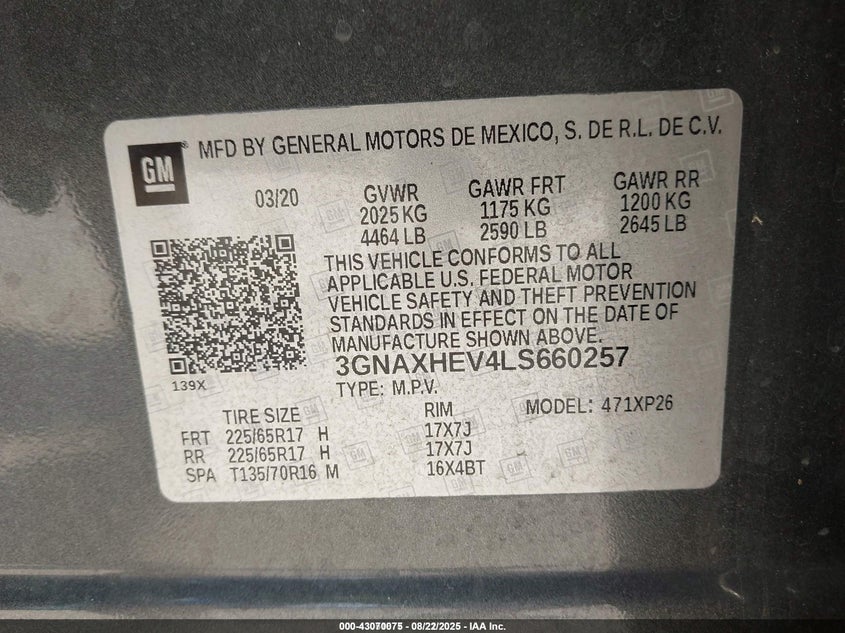 GM ® MFD BY GENERAL MOTORS DE MEXICO, S. DE R.L. DE C.V.
03/20 GVWR GAWR FRT GAWR RR
2025 KG 1175 KG 1200 KG
4464 LB 2590 LB 2645 LB
THIS VEHICLE CONFORMS TO ALL
APPLICABLE U.S. FEDERAL MOTOR
VEHICLE SAFETY AND THEFT PREVENTION
STANDARDS IN EFFECT ON THE DATE OF
MANUFACTURE SHOWN ABOVE.
3GNAXHEV4LS660257
139X
TYPE: M.P.V.
TIRE SIZE RIM MODEL: 471XP26
FRT 225/65R17 H 17X7J
RR 225/65R17 H 17X7J
SPA T135/70R16 M 16X4BT
000-43070075 - 08/22/2025 - IAA Inc.